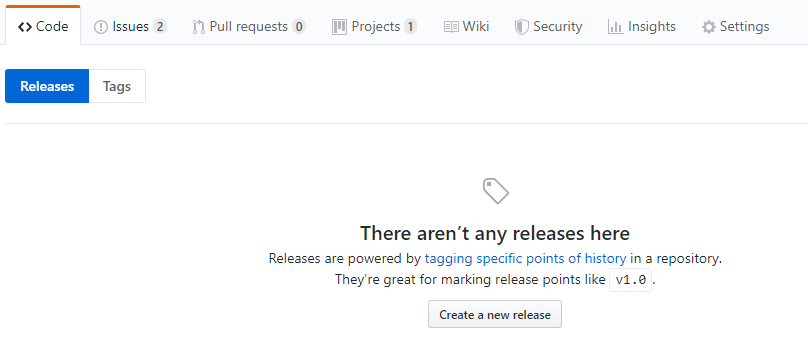 Code Issues 2 Pull requests 0 Projects 1 Wiki Security Insights Settings
Releases Tags
There aren’t any releases here
Releases are powered by tagging specific points of history in a repository.
They’re great for marking release points like v1.0.
Create a new release